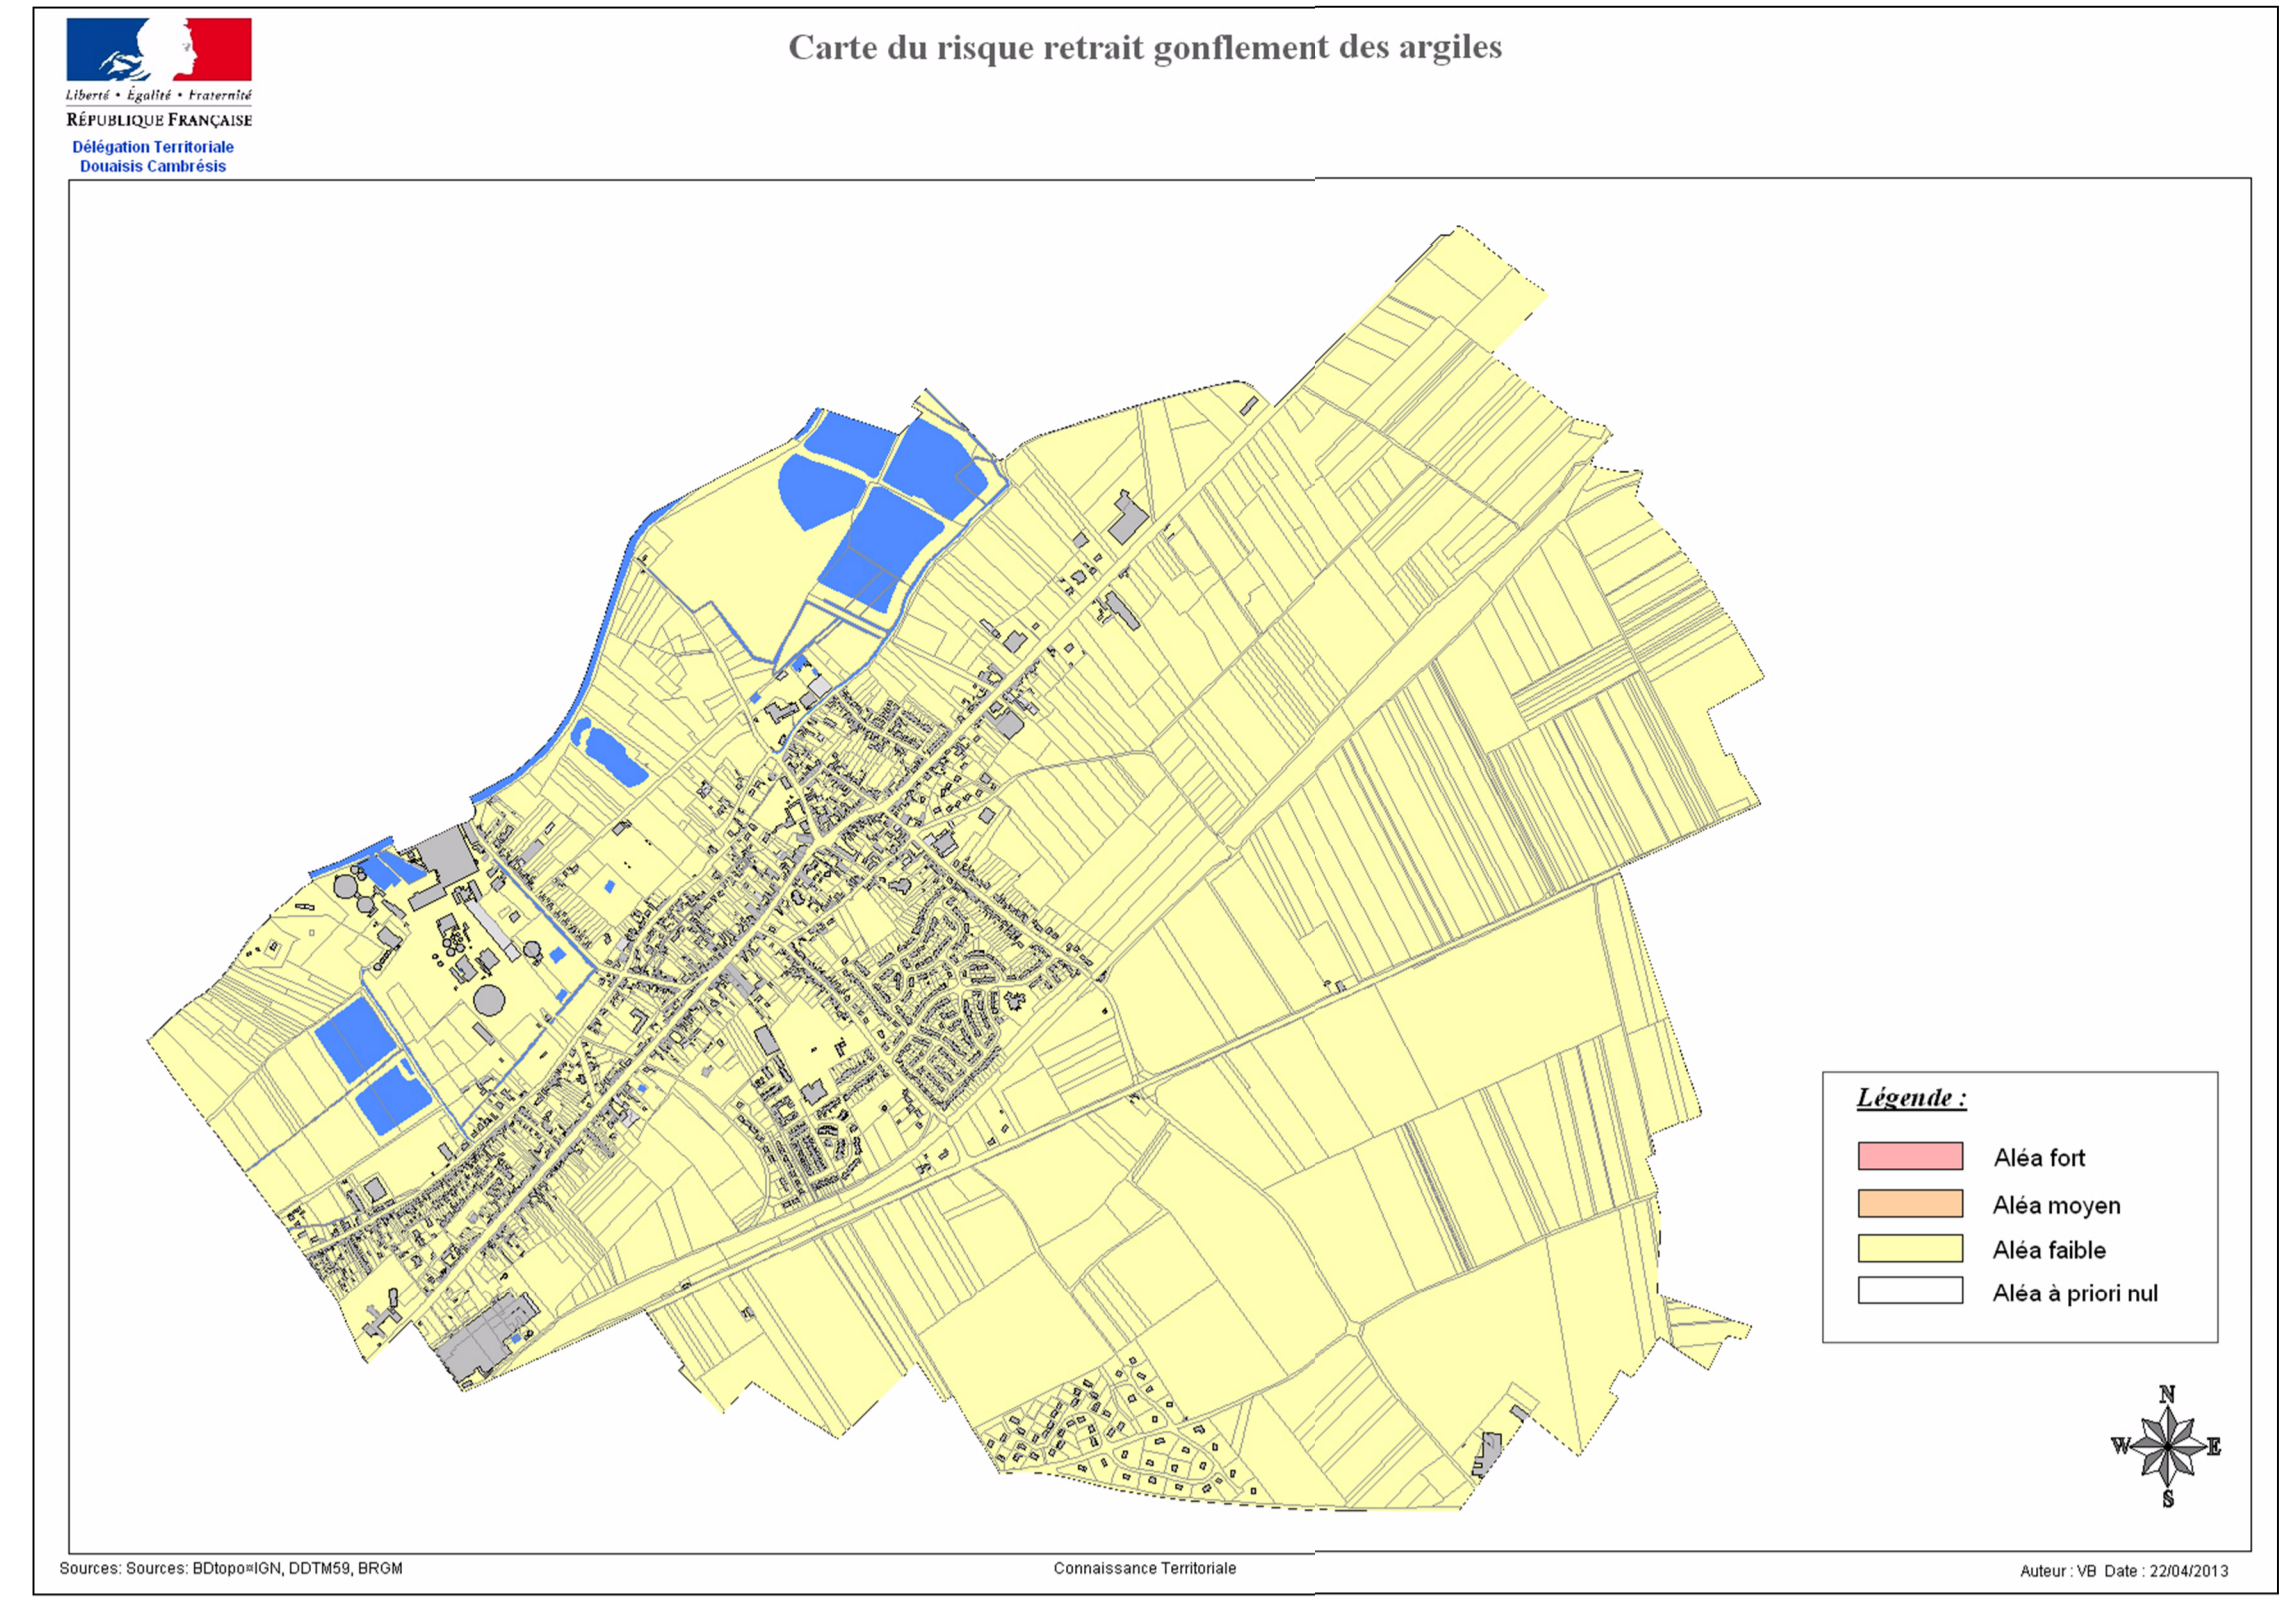 Carte du risque retrait gonflement des argiles
Liberté • Égalité • Fraternité
RÉPUBLIQUE FRANÇAISE
Délégation Territoriale
Douaisis Cambrésis
Légende :
Aléa fort
Aléa moyen
Aléa faible
Aléa à priori nul
N
W E
S
Sources: Sources: BDtopo¤IGN, DDTM59, BRGM
Connaissance Territoriale
Auteur : VB Date : 22/04/2013